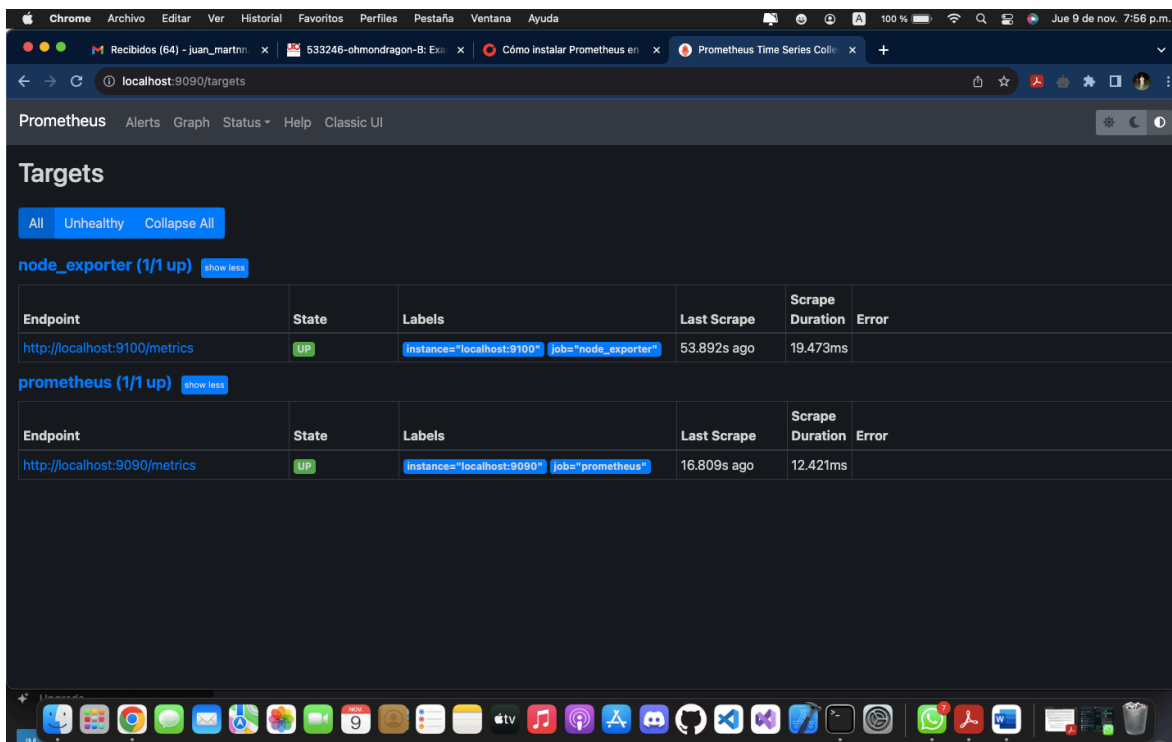 Chrome Archivo Editar Ver Historial Favoritos Perfiles Pestaña Ventana Ayuda A 100 % Jue 9 de nov. 7:56 p.m.
Recibidos (64) - juan_martnn. 533246-ohmondragon-B: Exa Cómo instalar Prometheus en Prometheus Time Series Colle
localhost:9090/targets
Prometheus Alerts Graph Status Help Classic UI
Targets
All Unhealthy Collapse All
node_exporter (1/1 up) show less
Endpoint State Labels Last Scrape Scrape Duration Error
http://localhost:9100/metrics UP instance="localhost:9100" job="node_exporter" 53.892s ago 19.473ms
prometheus (1/1 up) show less
Endpoint State Labels Last Scrape Scrape Duration Error
http://localhost:9090/metrics UP instance="localhost:9090" job="prometheus" 16.809s ago 12.421ms
NOV. 9 tv 7